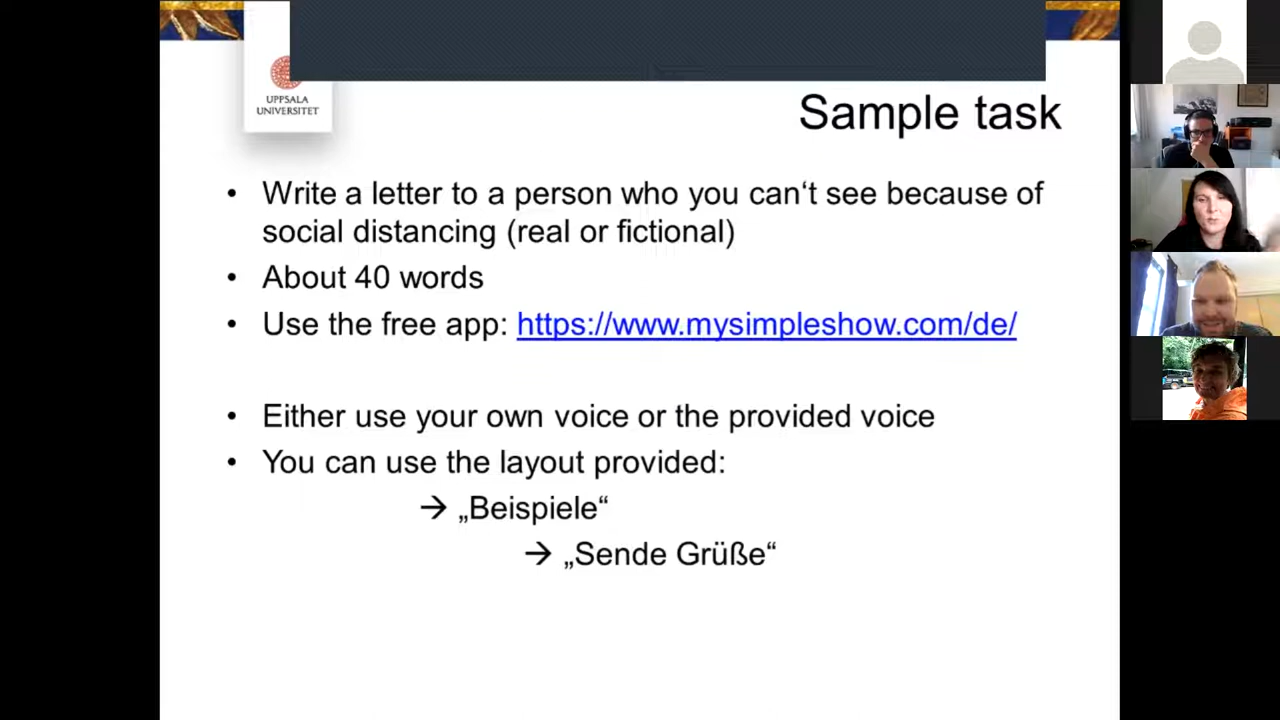 UPPSALA
UNIVERSITET
Sample task
• Write a letter to a person who you can‘t see because of
social distancing (real or fictional)
• About 40 words
• Use the free app: https://www.mysimpleshow.com/de/
• Either use your own voice or the provided voice
• You can use the layout provided:
→ „Beispiele“
→ „Sende Grüße“